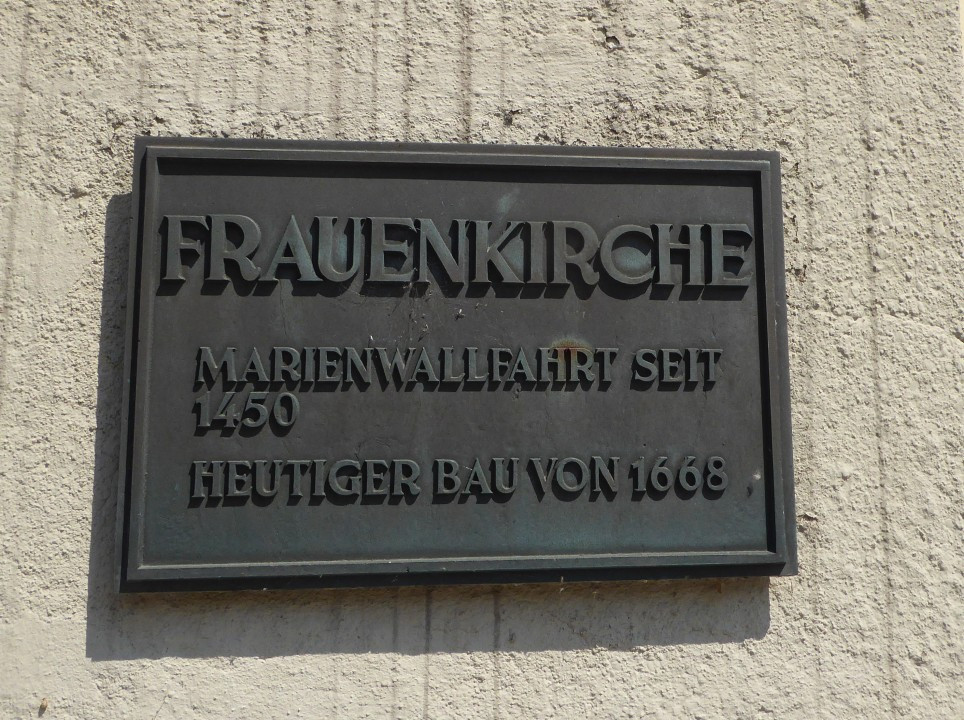 FRAUENKIRCHE
MARIENWALLFAHRT SEIT
1450
HEUTIGER BAU VON 1668